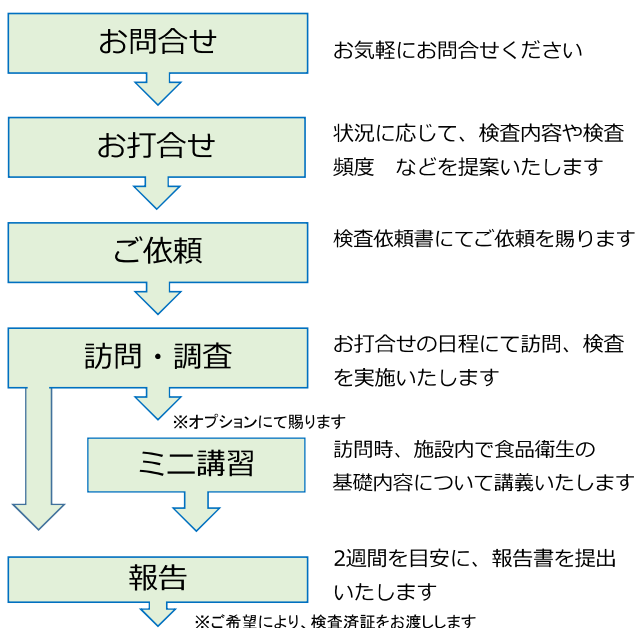 お問合せ
お気軽にお問合せください
お打合せ
状況に応じて、検査内容や検査
頻度　などを提案いたします
ご依頼
検査依頼書にてご依頼を賜ります
訪問・調査
お打合せの日程にて訪問、検査
を実施いたします
※オプションにて賜ります
ミニ講習
訪問時、施設内で食品衛生の
基礎内容について講義いたします
報告
2週間を目安に、報告書を提出
いたします
※ご希望により、検査済証をお渡しします